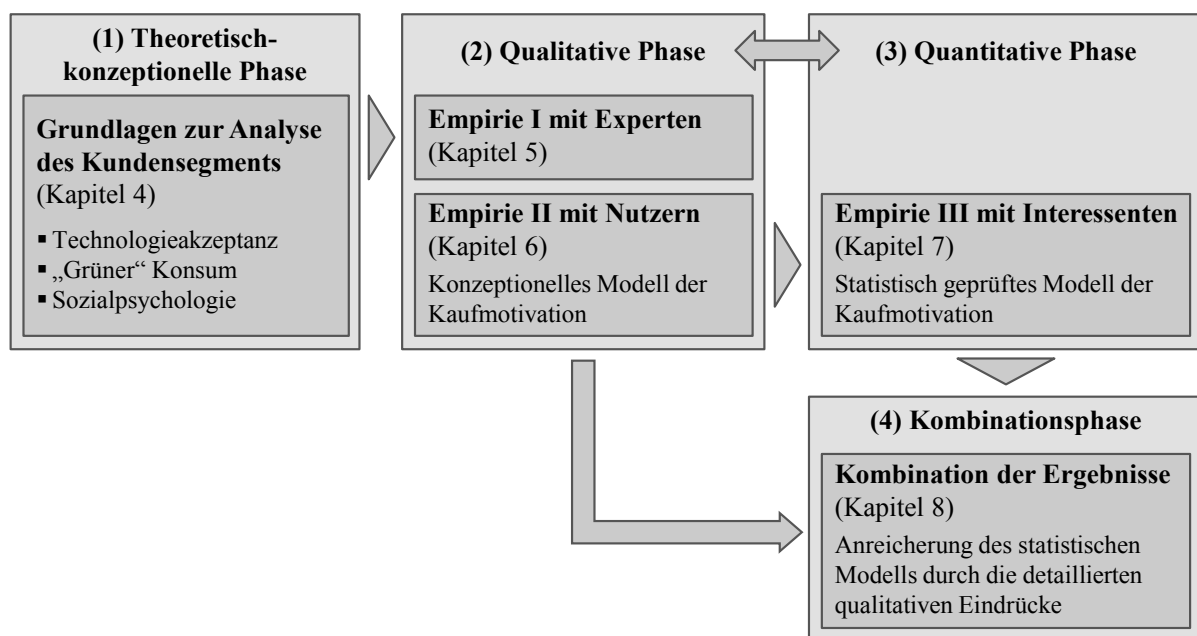 (1) Theoretisch-
konzeptionelle Phase
Grundlagen zur Analyse
des Kundensegments
(Kapitel 4)
▪ Technologieakzeptanz
▪ „Grüner“ Konsum
▪ Sozialpsychologie
(2) Qualitative Phase
Empirie I mit Experten
(Kapitel 5)
Empirie II mit Nutzern
(Kapitel 6)
Konzeptionelles Modell der
Kaufmotivation
(3) Quantitative Phase
Empirie III mit Interessenten
(Kapitel 7)
Statistisch geprüftes Modell der
Kaufmotivation
(4) Kombinationsphase
Kombination der Ergebnisse
(Kapitel 8)
Anreicherung des statistischen
Modells durch die detaillierten
qualitativen Eindrücke